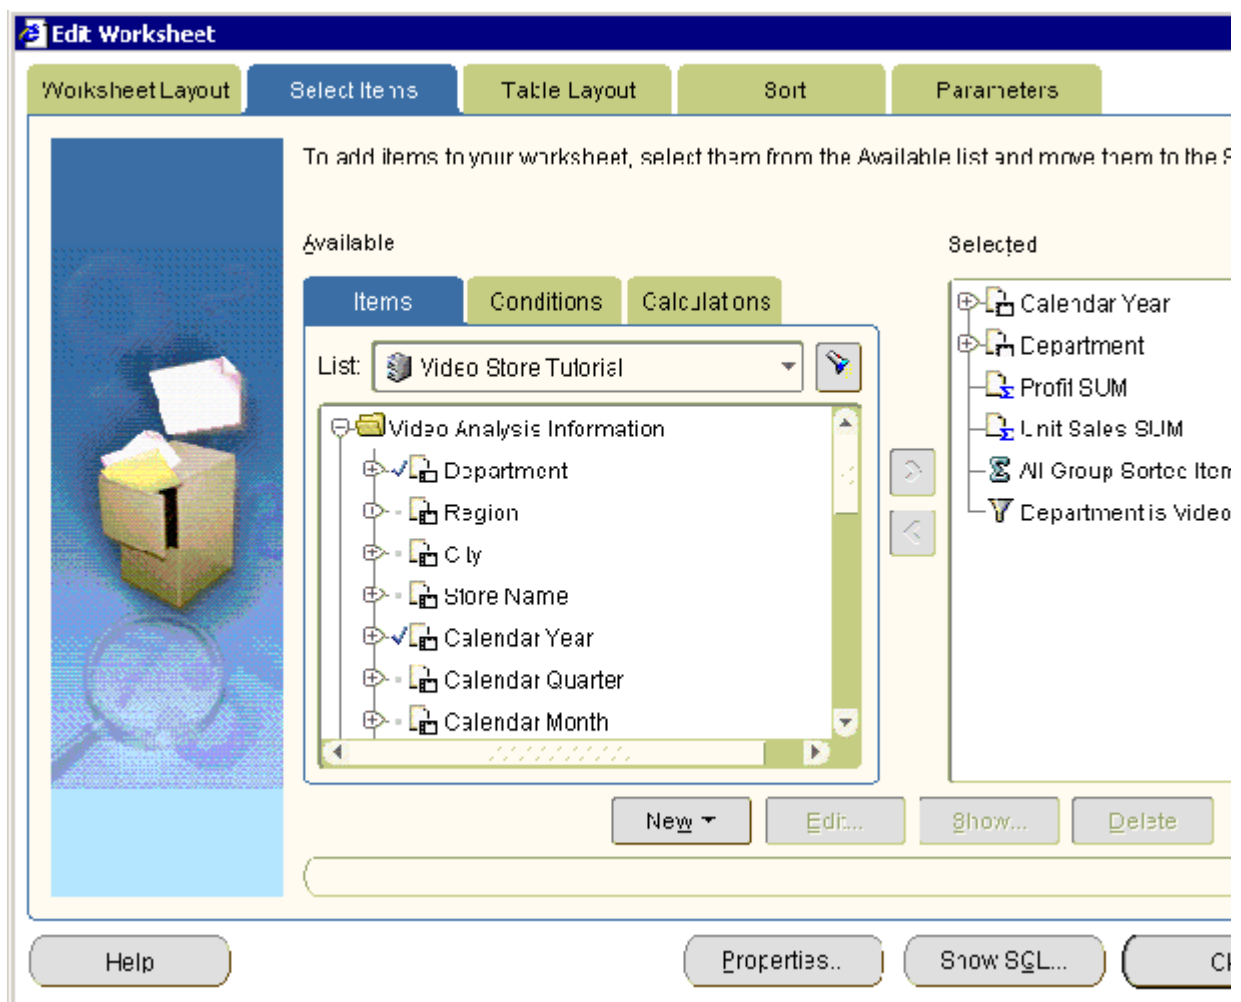 Edit Worksheet
Worksheet Layout Select Items Table Layout Sort Parameters
To add items to your worksheet, select them from the Available list and move them to the S
Available Selected
Items Conditions Calculations
List: Video Store Tutorial
Video Analysis Information
Department
Region
City
Store Name
Calendar Year
Calendar Quarter
Calendar Month
Calendar Year
Department
Profit SUM
Unit Sales SUM
All Group Sorted Item
Department is Video
New Edit... Show... Delete
Help Properties... Show SQL... OK